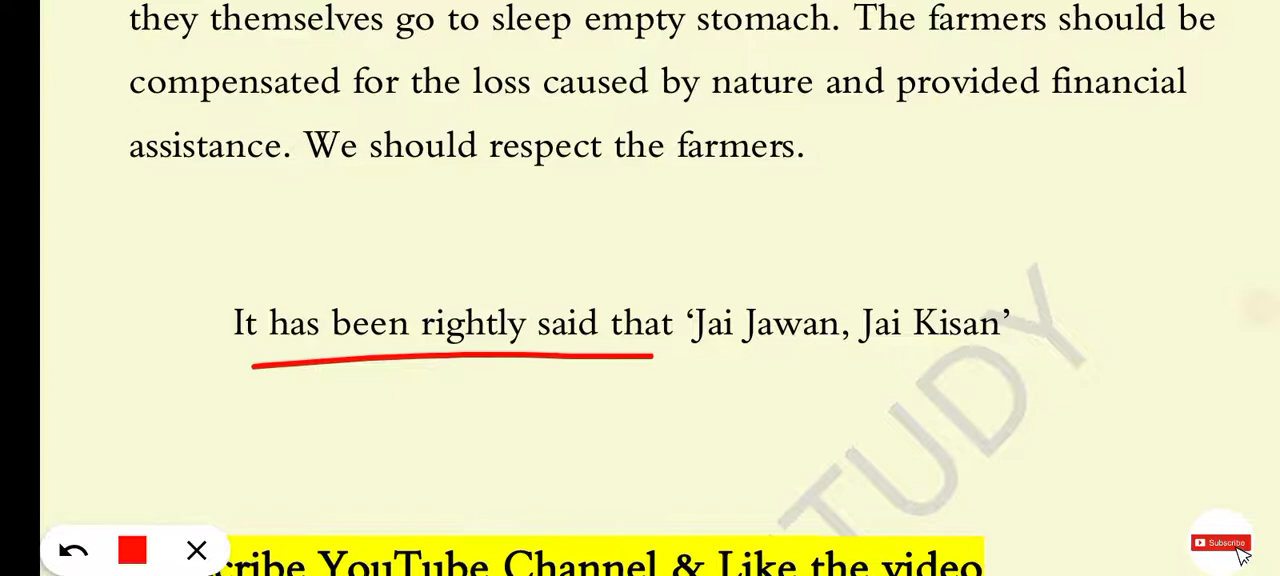 they themselves go to sleep empty stomach. The farmers should be
compensated for the loss caused by nature and provided financial
assistance. We should respect the farmers.
It has been rightly said that ‘Jai Jawan, Jai Kisan’
TUDY
YouTube Channel & Like the video
Subscribe